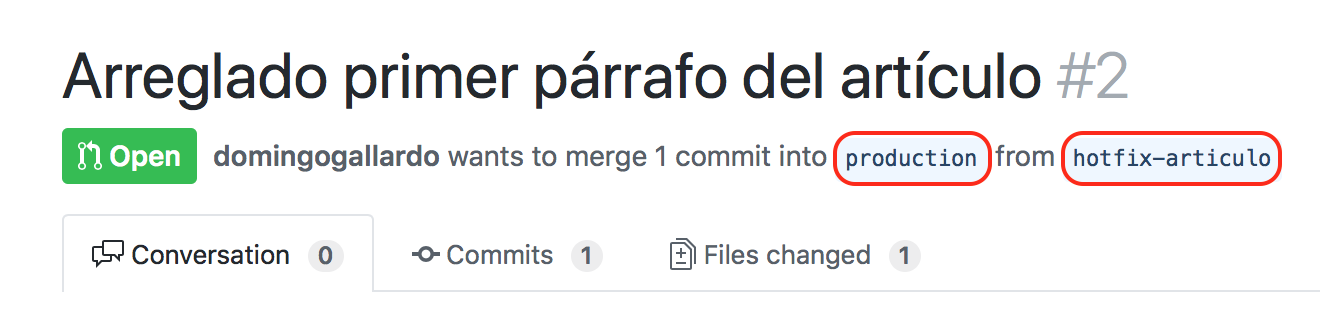 Arreglado primer párrafo del artículo #2
Open domingogallardo wants to merge 1 commit into production from hotfix-articulo
Conversation 0 Commits 1 Files changed 1